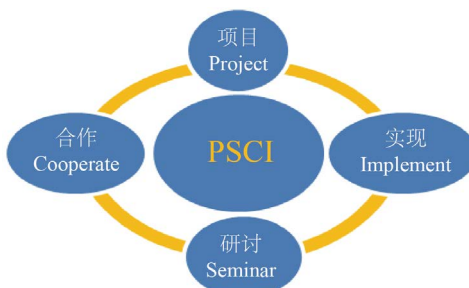 项目
Project
合作
Cooperate
PSCI
实现
Implement
研讨
Seminar